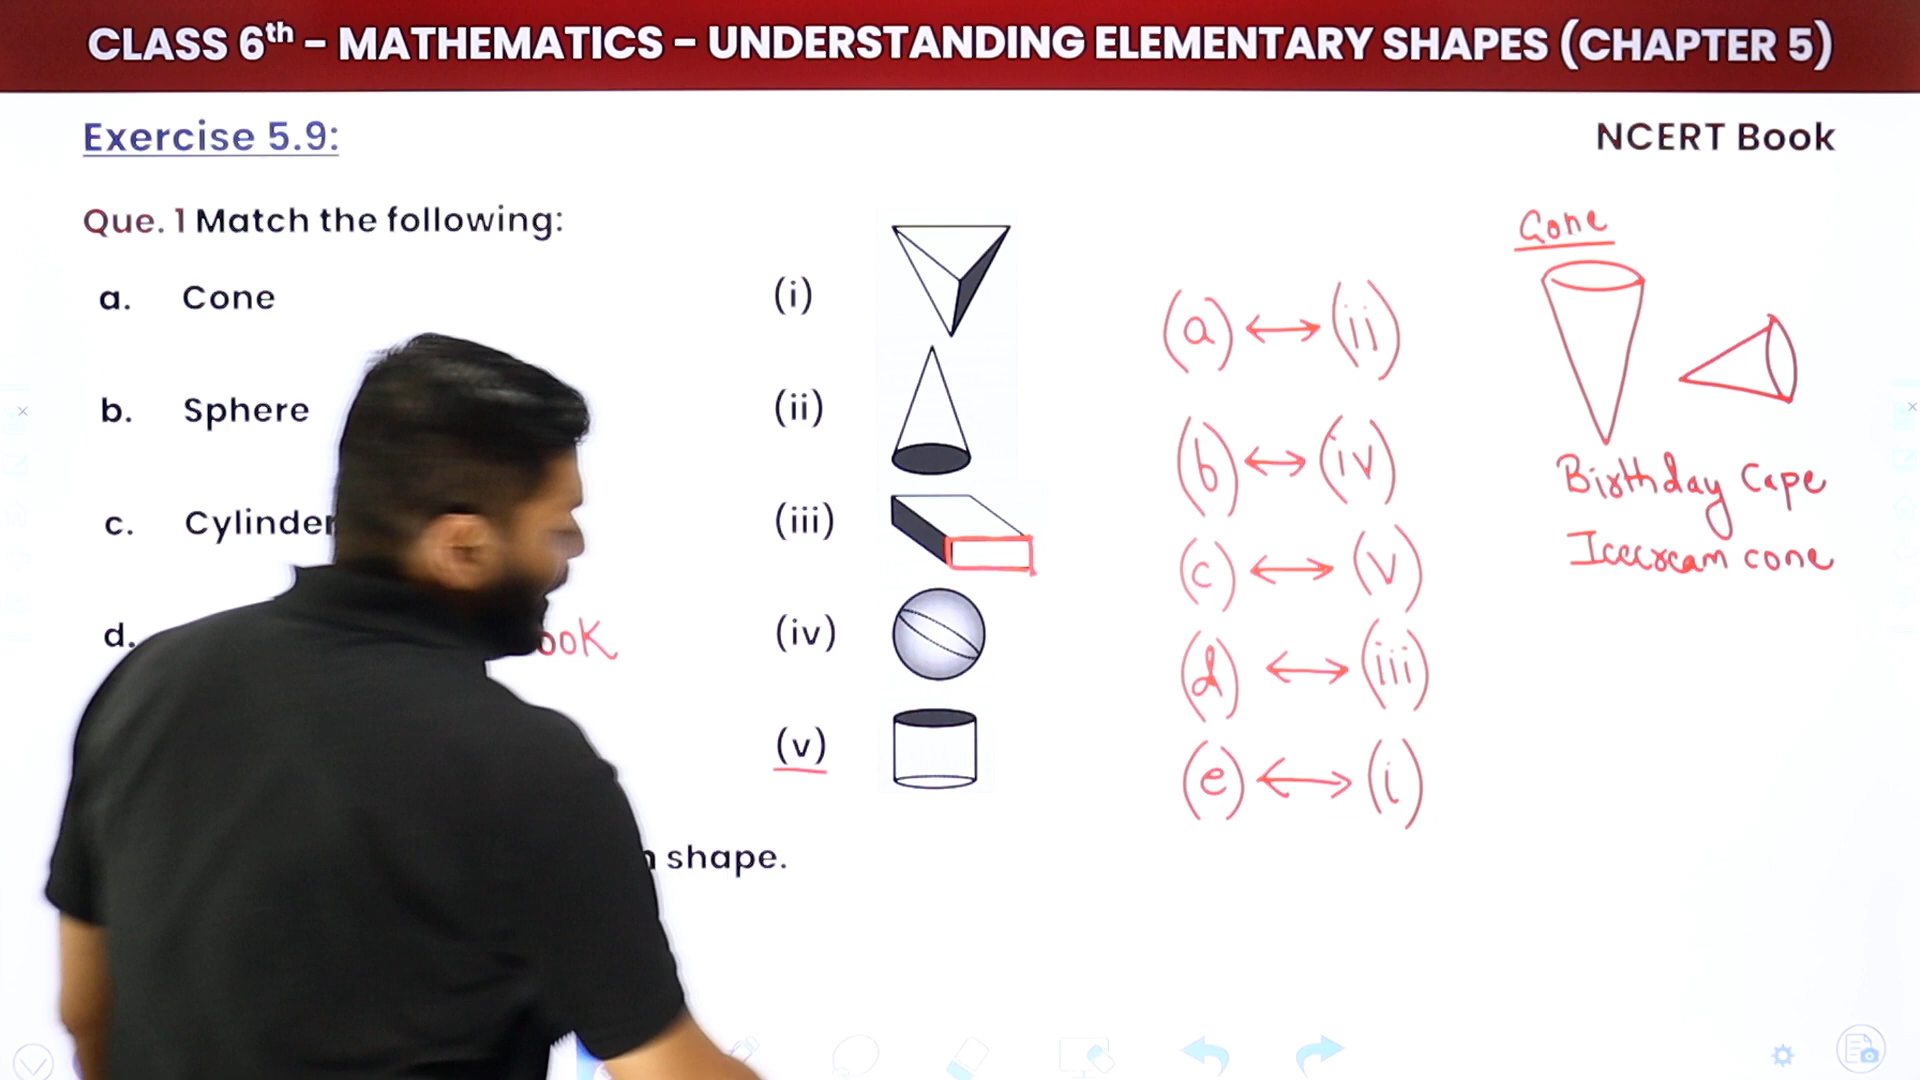 CLASS 6th – MATHEMATICS – UNDERSTANDING ELEMENTARY SHAPES (CHAPTER 5)
Exercise 5.9:
NCERT Book
Que. 1 Match the following:
a. Cone (i)
b. Sphere (ii)
c. Cylinder (iii)
d. (iv)
(v)
shape.
(a) ↔ (ii)
(b) ↔ (iv)
(c) ↔ (v)
(d) ↔ (iii)
(e) ↔ (i)
Cone
Birthday Cape
Icecream cone